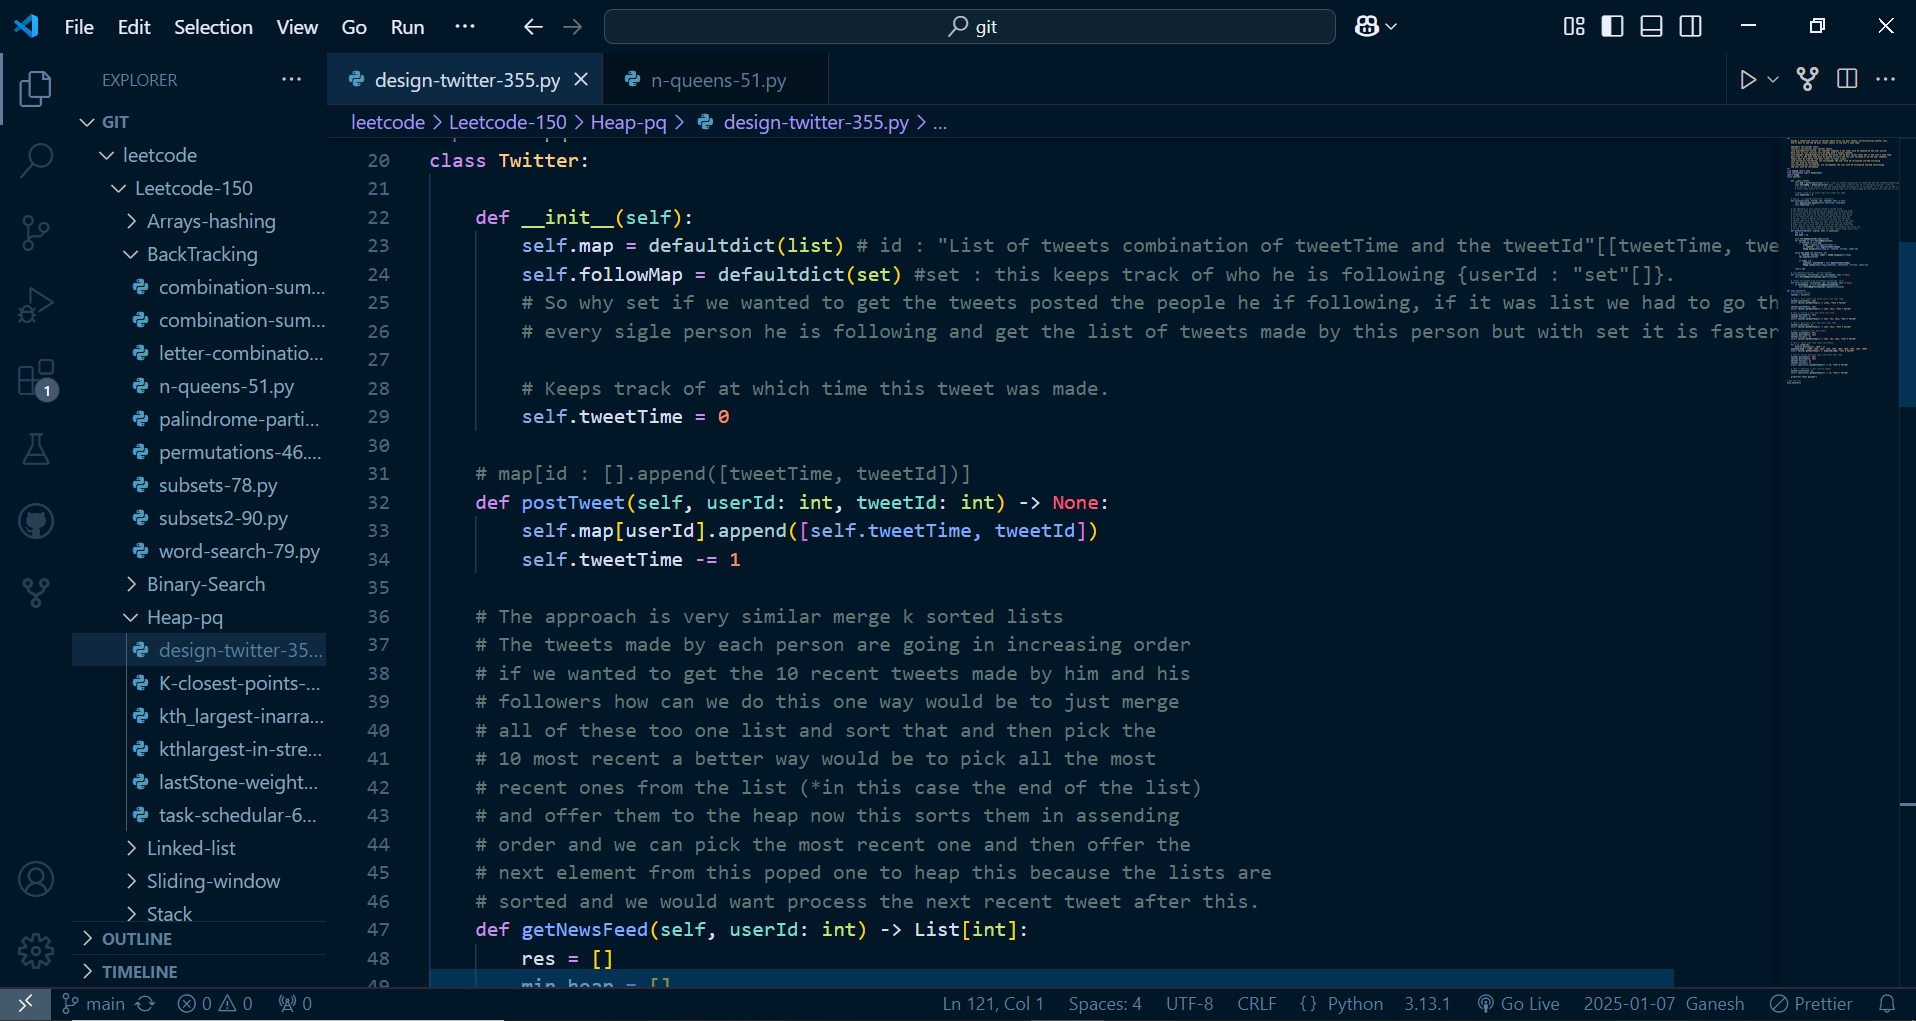 File Edit Selection View Go Run ···
git
EXPLORER ···
GIT
leetcode
Leetcode-150
Arrays-hashing
BackTracking
combination-sum...
combination-sum...
letter-combinatio...
n-queens-51.py
palindrome-parti...
permutations-46....
subsets-78.py
subsets2-90.py
word-search-79.py
Binary-Search
Heap-pq
design-twitter-35...
K-closest-points-...
kth_largest-inarra...
kthlargest-in-stre...
lastStone-weight...
task-schedular-6...
Linked-list
Sliding-window
Stack
OUTLINE
TIMELINE
1
design-twitter-355.py
n-queens-51.py
leetcode > Leetcode-150 > Heap-pq > design-twitter-355.py > ...
20 class Twitter:
21
22 def __init__(self):
23 self.map = defaultdict(list) # id : "List of tweets combination of tweetTime and the tweetId"[[tweetTime, twe
24 self.followMap = defaultdict(set) #set : this keeps track of who he is following {userId : "set"[]}.
25 # So why set if we wanted to get the tweets posted the people he if following, if it was list we had to go th
26 # every sigle person he is following and get the list of tweets made by this person but with set it is faster
27
28 # Keeps track of at which time this tweet was made.
29 self.tweetTime = 0
30
31 # map[id : [].append([tweetTime, tweetId])]
32 def postTweet(self, userId: int, tweetId: int) -> None:
33 self.map[userId].append([self.tweetTime, tweetId])
34 self.tweetTime -= 1
35
36 # The approach is very similar merge k sorted lists
37 # The tweets made by each person are going in increasing order
38 # if we wanted to get the 10 recent tweets made by him and his
39 # followers how can we do this one way would be to just merge
40 # all of these too one list and sort that and then pick the
41 # 10 most recent a better way would be to pick all the most
42 # recent ones from the list (*in this case the end of the list)
43 # and offer them to the heap now this sorts them in assending
44 # order and we can pick the most recent one and then offer the
45 # next element from this poped one to heap this because the lists are
46 # sorted and we would want process the next recent tweet after this.
47 def getNewsFeed(self, userId: int) -> List[int]:
48 res = []
49 min_heap = []
main 0 0 0 Ln 121, Col 1 Spaces: 4 UTF-8 CRLF {} Python 3.13.1 Go Live 2025-01-07 Ganesh Prettier